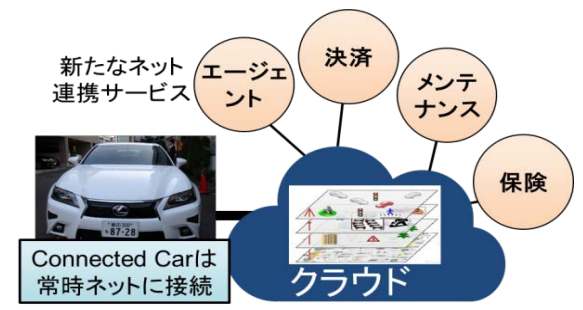 新たなネット
連携サービス
エージェ
ント
決済
メンテ
ナンス
保険
87-28
Connected Carは
常時ネットに接続
クラウド